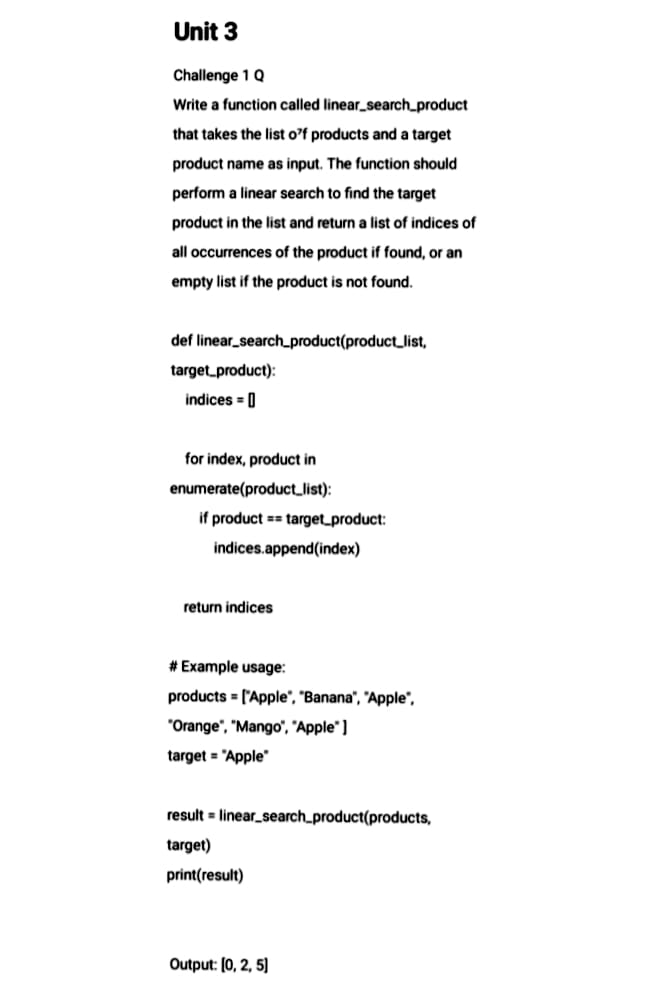 Unit 3
Challenge 1 Q
Write a function called linear_search_product
that takes the list o’f products and a target
product name as input. The function should
perform a linear search to find the target
product in the list and return a list of indices of
all occurrences of the product if found, or an
empty list if the product is not found.
def linear_search_product(product_list,
target_product):
indices = []
for index, product in
enumerate(product_list):
if product == target_product:
indices.append(index)
return indices
# Example usage:
products = ["Apple", "Banana", "Apple",
"Orange", "Mango", "Apple" ]
target = "Apple"
result = linear_search_product(products,
target)
print(result)
Output: [0, 2, 5]